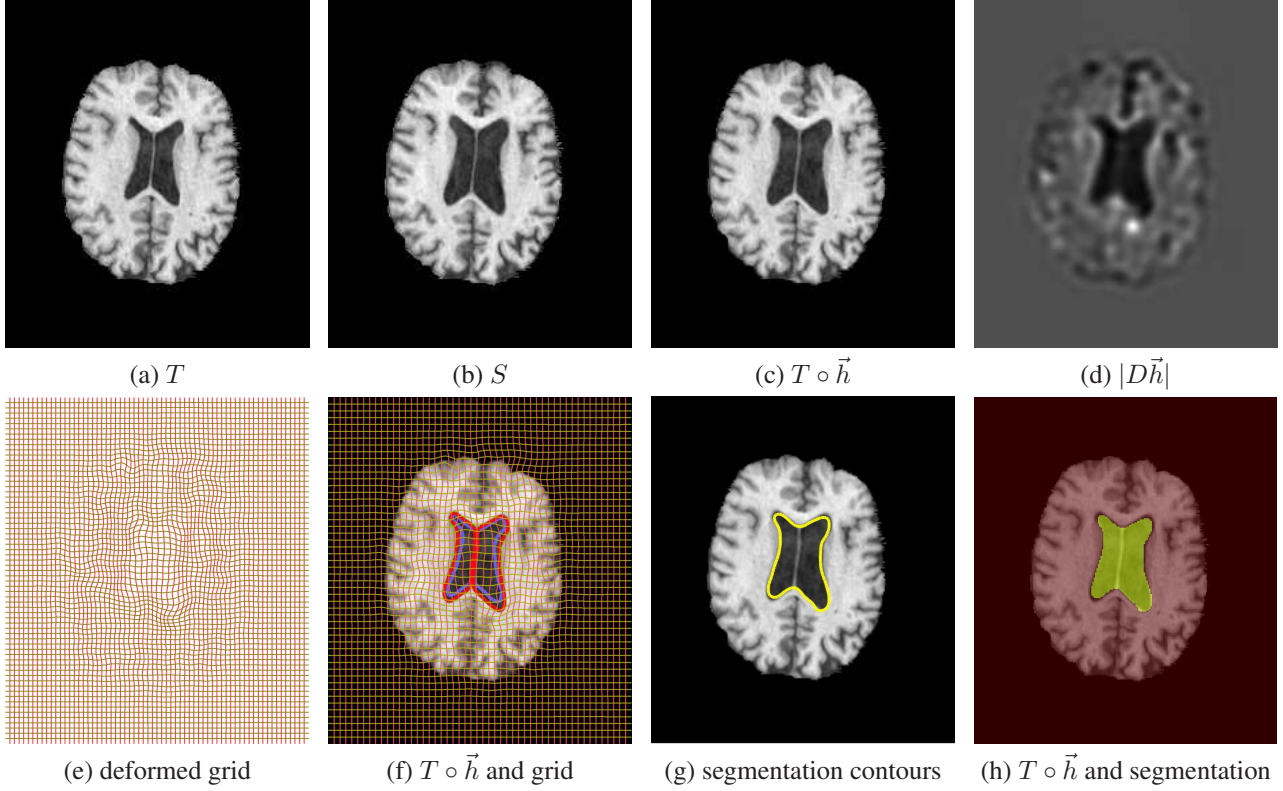 (a) T
(b) S
(c) T ∘ h⃗
(d) |Dh⃗|
(e) deformed grid
(f) T ∘ h⃗ and grid
(g) segmentation contours
(h) T ∘ h⃗ and segmentation